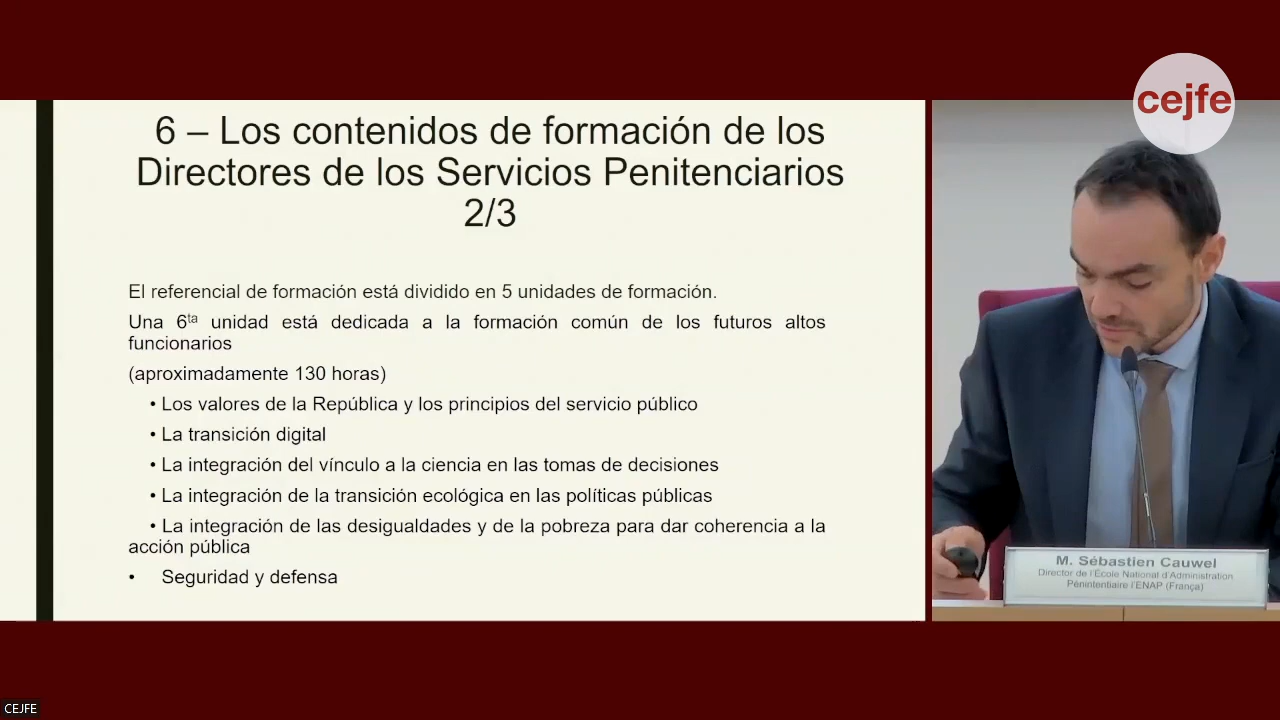 cejfe
6 – Los contenidos de formación de los
Directores de los Servicios Penitenciarios
2/3
El referencial de formación está dividido en 5 unidades de formación.
Una 6ta unidad está dedicada a la formación común de los futuros altos
funcionarios
(aproximadamente 130 horas)
• Los valores de la República y los principios del servicio público
• La transición digital
• La integración del vínculo a la ciencia en las tomas de decisiones
• La integración de la transición ecológica en las políticas públicas
• La integración de las desigualdades y de la pobreza para dar coherencia a la
acción pública
• Seguridad y defensa
M. Sébastien Cauwel
Director de l'École National d'Administration
Pénintentiaire l'ENAP (França)
CEJFE